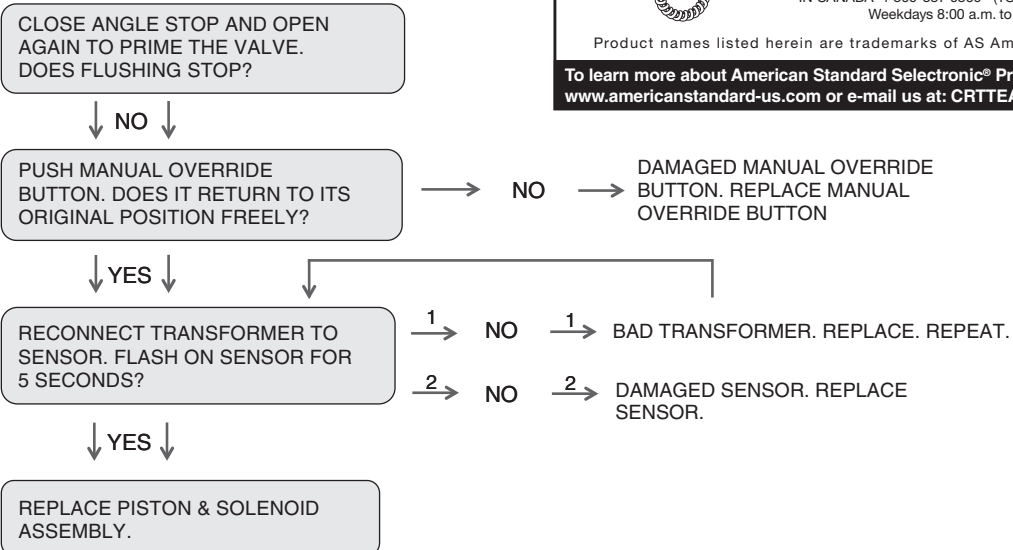 CLOSE ANGLE STOP AND OPEN
AGAIN TO PRIME THE VALVE.
DOES FLUSHING STOP?
Weekdays 8:00 a.m. to
Product names listed herein are trademarks of AS
To learn more about American Standard Selectronic®
www.americanstandard-us.com or e-mail us at:
NO
PUSH MANUAL OVERRIDE
BUTTON. DOES IT RETURN TO ITS
ORIGINAL POSITION FREELY?
NO
DAMAGED MANUAL OVERRIDE
BUTTON. REPLACE MANUAL
OVERRIDE BUTTON
YES
RECONNECT TRANSFORMER TO
SENSOR. FLASH ON SENSOR FOR
5 SECONDS?
1 NO 1 BAD TRANSFORMER. REPLACE. REPEAT.
2 NO 2 DAMAGED SENSOR. REPLACE
SENSOR.
YES
REPLACE PISTON & SOLENOID
ASSEMBLY.